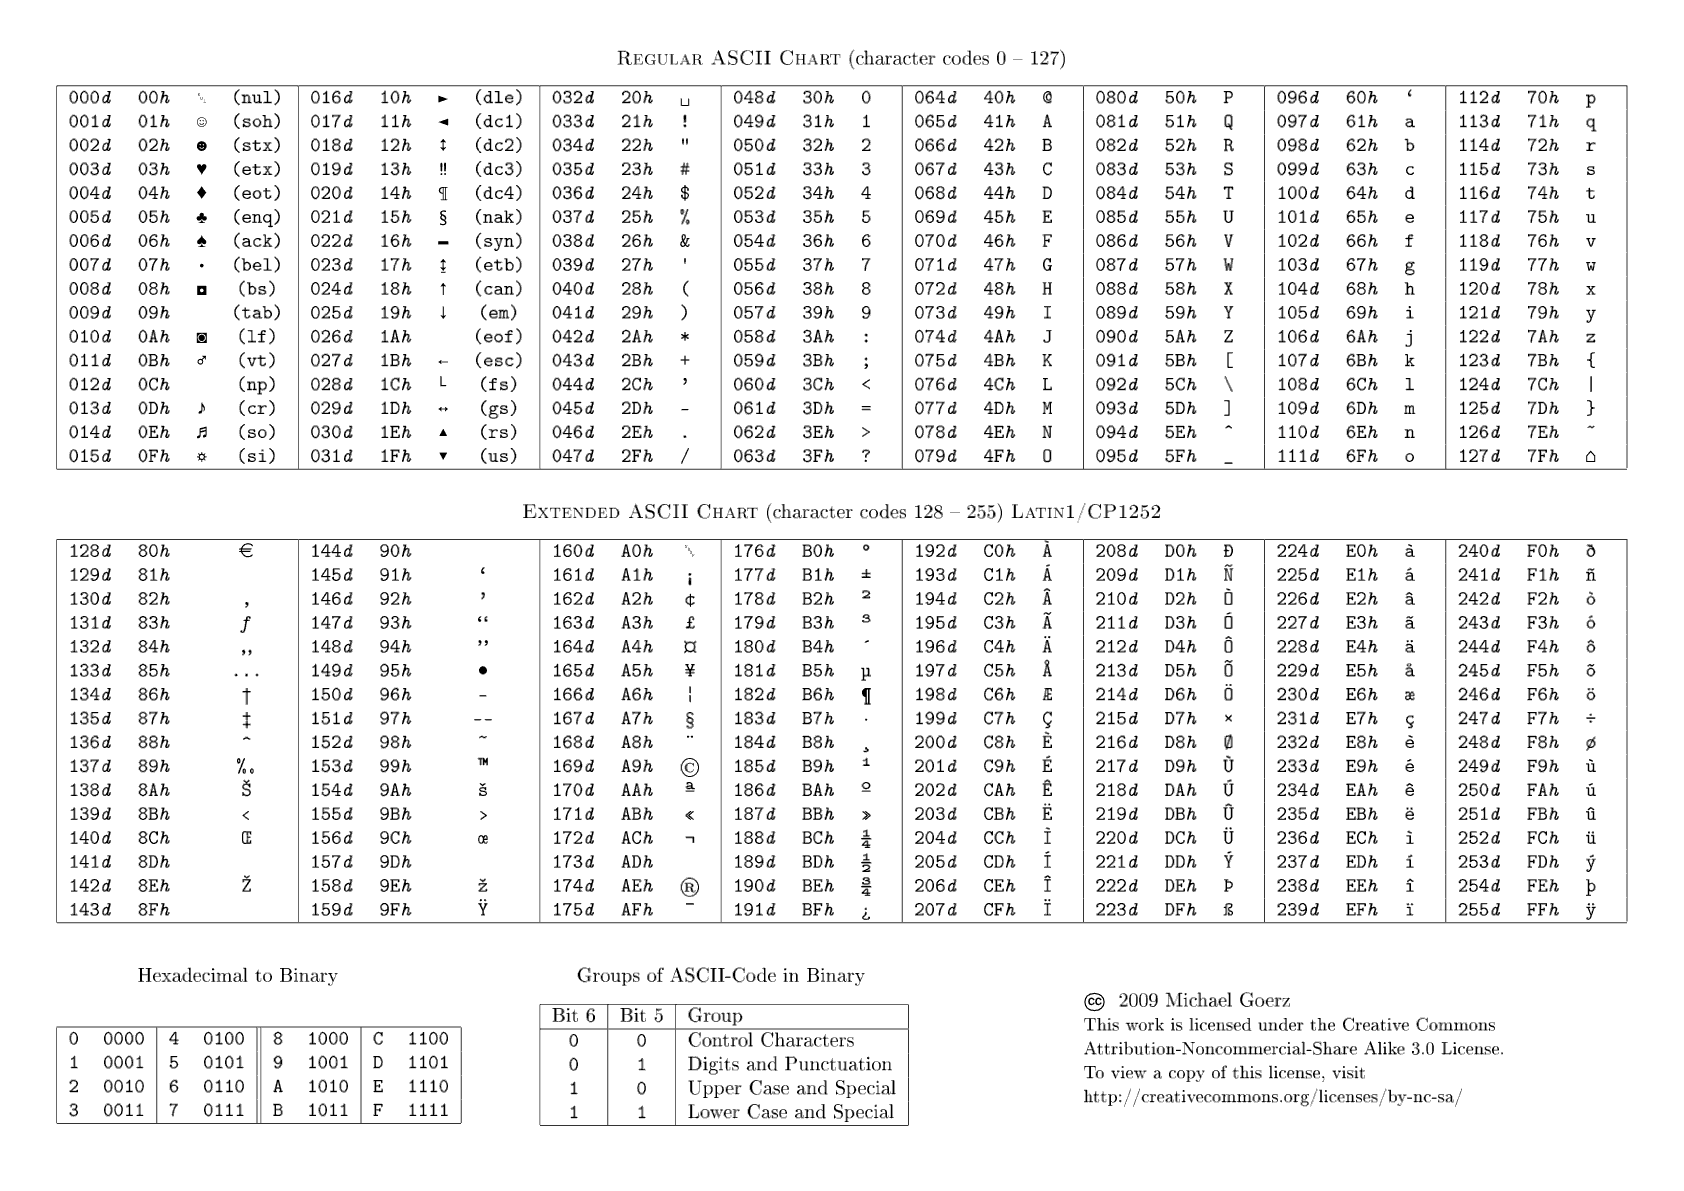 REGULAR ASCII CHART (character codes 0 – 127)
000d 00h ␀ (nul) 016d 10h ► (dle) 032d 20h ␣ 048d 30h 0 064d 40h @ 080d 50h P 096d 60h ‘ 112d 70h p
001d 01h ☺ (soh) 017d 11h ◄ (dc1) 033d 21h ! 049d 31h 1 065d 41h A 081d 51h Q 097d 61h a 113d 71h q
002d 02h ☻ (stx) 018d 12h ↕ (dc2) 034d 22h " 050d 32h 2 066d 42h B 082d 52h R 098d 62h b 114d 72h r
003d 03h ♥ (etx) 019d 13h ‼ (dc3) 035d 23h # 051d 33h 3 067d 43h C 083d 53h S 099d 63h c 115d 73h s
004d 04h ♦ (eot) 020d 14h ¶ (dc4) 036d 24h $ 052d 34h 4 068d 44h D 084d 54h T 100d 64h d 116d 74h t
005d 05h ♣ (enq) 021d 15h § (nak) 037d 25h % 053d 35h 5 069d 45h E 085d 55h U 101d 65h e 117d 75h u
006d 06h ♠ (ack) 022d 16h ▬ (syn) 038d 26h & 054d 36h 6 070d 46h F 086d 56h V 102d 66h f 118d 76h v
007d 07h • (bel) 023d 17h ↨ (etb) 039d 27h ' 055d 37h 7 071d 47h G 087d 57h W 103d 67h g 119d 77h w
008d 08h ◘ (bs) 024d 18h ↑ (can) 040d 28h ( 056d 38h 8 072d 48h H 088d 58h X 104d 68h h 120d 78h x
009d 09h (tab) 025d 19h ↓ (em) 041d 29h ) 057d 39h 9 073d 49h I 089d 59h Y 105d 69h i 121d 79h y
010d 0Ah ◙ (lf) 026d 1Ah (eof) 042d 2Ah * 058d 3Ah : 074d 4Ah J 090d 5Ah Z 106d 6Ah j 122d 7Ah z
011d 0Bh ♂ (vt) 027d 1Bh ← (esc) 043d 2Bh + 059d 3Bh ; 075d 4Bh K 091d 5Bh [ 107d 6Bh k 123d 7Bh {
012d 0Ch (np) 028d 1Ch └ (fs) 044d 2Ch ’ 060d 3Ch < 076d 4Ch L 092d 5Ch \ 108d 6Ch l 124d 7Ch |
013d 0Dh ♪ (cr) 029d 1Dh ↔ (gs) 045d 2Dh - 061d 3Dh = 077d 4Dh M 093d 5Dh ] 109d 6Dh m 125d 7Dh }
014d 0Eh ♬ (so) 030d 1Eh ▲ (rs) 046d 2Eh . 062d 3Eh > 078d 4Eh N 094d 5Eh ^ 110d 6Eh n 126d 7Eh ~
015d 0Fh ☼ (si) 031d 1Fh ▼ (us) 047d 2Fh / 063d 3Fh ? 079d 4Fh O 095d 5Fh _ 111d 6Fh o 127d 7Fh ⌂
EXTENDED ASCII CHART (character codes 128 – 255) LATIN1/CP1252
128d 80h € 144d 90h 160d A0h ␀ 176d B0h ° 192d C0h À 208d D0h Ð 224d E0h à 240d F0h ð
129d 81h 145d 91h ‘ 161d A1h ¡ 177d B1h ± 193d C1h Á 209d D1h Ñ 225d E1h á 241d F1h ñ
130d 82h ‚ 146d 92h ’ 162d A2h ¢ 178d B2h ² 194d C2h Â 210d D2h Ò 226d E2h â 242d F2h ò
131d 83h ƒ 147d 93h “ 163d A3h £ 179d B3h ³ 195d C3h Ã 211d D3h Ó 227d E3h ã 243d F3h ó
132d 84h „ 148d 94h ” 164d A4h ¤ 180d B4h ´ 196d C4h Ä 212d D4h Ô 228d E4h ä 244d F4h ô
133d 85h ... 149d 95h • 165d A5h ¥ 181d B5h µ 197d C5h Å 213d D5h Õ 229d E5h å 245d F5h õ
134d 86h † 150d 96h – 166d A6h ¦ 182d B6h ¶ 198d C6h Æ 214d D6h Ö 230d E6h æ 246d F6h ö
135d 87h ‡ 151d 97h -- 167d A7h § 183d B7h · 199d C7h Ç 215d D7h × 231d E7h ç 247d F7h ÷
136d 88h ˆ 152d 98h ˜ 168d A8h ¨ 184d B8h ¸ 200d C8h È 216d D8h Ø 232d E8h è 248d F8h ø
137d 89h ‰ 153d 99h ™ 169d A9h © 185d B9h ¹ 201d C9h É 217d D9h Ù 233d E9h é 249d F9h ù
138d 8Ah Š 154d 9Ah š 170d AAh ª 186d BAh º 202d CAh Ê 218d DAh Ú 234d EAh ê 250d FAh ú
139d 8Bh < 155d 9Bh > 171d ABh « 187d BBh » 203d CBh Ë 219d DBh Û 235d EBh ë 251d FBh û
140d 8Ch Œ 156d 9Ch œ 172d ACh ¬ 188d BCh ¼ 204d CCh Ì 220d DCh Ü 236d ECh ì 252d FCh ü
141d 8Dh 157d 9Dh 173d ADh 189d BDh ½ 205d CDh Í 221d DDh Ý 237d EDh í 253d FDh ý
142d 8Eh Ž 158d 9Eh ž 174d AEh ® 190d BEh ¾ 206d CEh Î 222d DEh Þ 238d EEh î 254d FEh þ
143d 8Fh 159d 9Fh Ÿ 175d AFh ¯ 191d BFh ¿ 207d CFh Ï 223d DFh ß 239d EFh ï 255d FFh ÿ
Hexadecimal to Binary
0 0000 4 0100 8 1000 C 1100
1 0001 5 0101 9 1001 D 1101
2 0010 6 0110 A 1010 E 1110
3 0011 7 0111 B 1011 F 1111
Groups of ASCII-Code in Binary
Bit 6 Bit 5 Group
0 0 Control Characters
0 1 Digits and Punctuation
1 0 Upper Case and Special
1 1 Lower Case and Special
cc 2009 Michael Goerz
This work is licensed under the Creative Commons
Attribution-Noncommercial-Share Alike 3.0 License.
To view a copy of this license, visit
http://creativecommons.org/licenses/by-nc-sa/